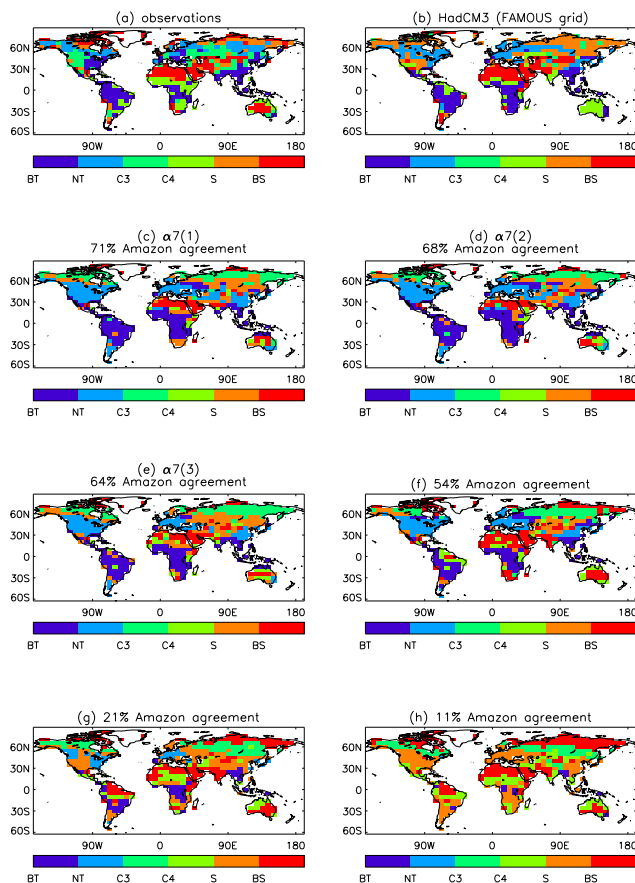 (a) observations
(b) HadCM3 (FAMOUS grid)
60N
30N
0
30S
60S
90W 0 90E 180
BT NT C3 C4 S BS
60N
30N
0
30S
60S
90W 0 90E 180
BT NT C3 C4 S BS
(c) α7(1)
71% Amazon agreement
(d) α7(2)
68% Amazon agreement
60N
30N
0
30S
60S
90W 0 90E 180
BT NT C3 C4 S BS
60N
30N
0
30S
60S
90W 0 90E 180
BT NT C3 C4 S BS
(e) α7(3)
64% Amazon agreement
(f) 54% Amazon agreement
60N
30N
0
30S
60S
90W 0 90E 180
BT NT C3 C4 S BS
60N
30N
0
30S
60S
90W 0 90E 180
BT NT C3 C4 S BS
(g) 21% Amazon agreement
(h) 11% Amazon agreement
60N
30N
0
30S
60S
90W 0 90E 180
BT NT C3 C4 S BS
60N
30N
0
30S
60S
90W 0 90E 180
BT NT C3 C4 S BS